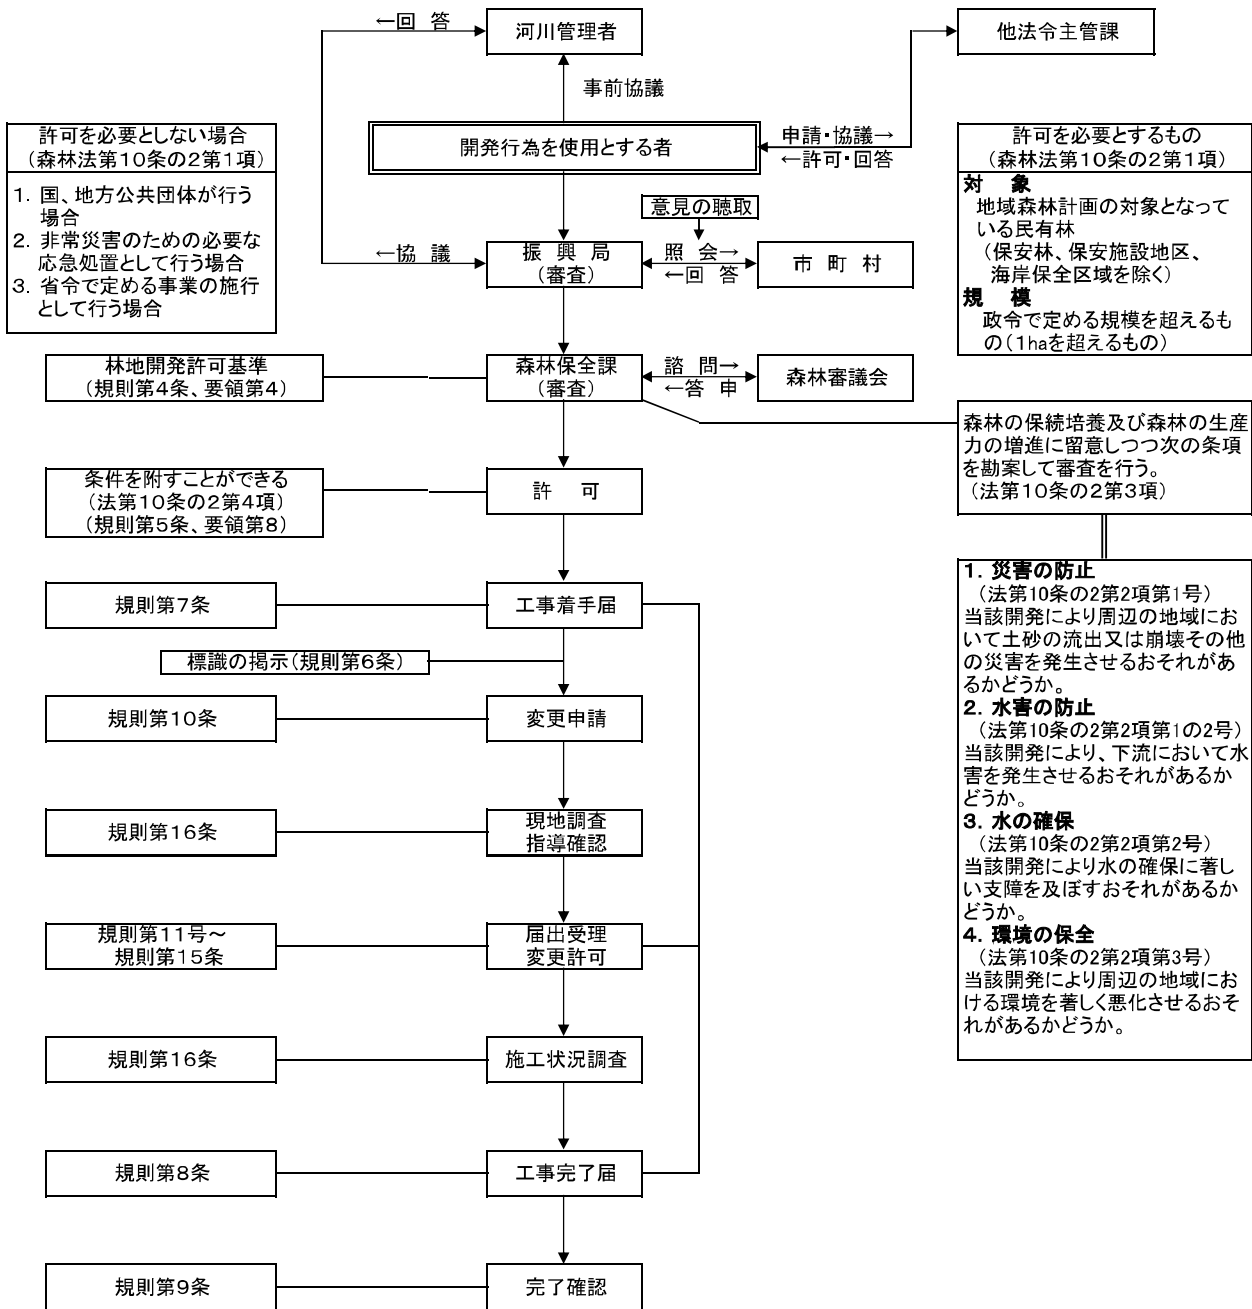 ←回　答
河川管理者
他法令主管課
事前協議
許可を必要としない場合
（森林法第１０条の２第１項）
１．国、地方公共団体が行う
場合
２．非常災害のための必要な
応急処置として行う場合
３．省令で定める事業の施行
として行う場合
開発行為を使用とする者
申請・協議→
←許可・回答
許可を必要とするもの
（森林法第１０条の２第１項）
対　象
地域森林計画の対象となって
いる民有林
（保安林、保安施設地区、
海岸保全区域を除く）
規　模
政令で定める規模を超えるも
の（１haを超えるもの）
意見の聴取
←協　議
振　興　局
（審査）
照　会→
←回　答
市　町　村
林地開発許可基準
（規則第４条、要領第４）
森林保全課
（審査）
諮　問→
←答　申
森林審議会
森林の保続培養及び森林の生産
力の増進に留意しつつ次の条項
を勘案して審査を行う。
（法第１０条の２第３項）
条件を附すことができる
（法第１０条の２第４項）
（規則第５条、要領第８）
許　　可
１．災害の防止
（法第１０条の２第２項第１号）
当該開発により周辺の地域にお
いて土砂の流出又は崩壊その他
の災害を発生させるおそれがあ
るかどうか。
２．水害の防止
（法第１０条の２第２項第１の２号）
当該開発により、下流において水
害を発生させるおそれがあるか
どうか。
３．水の確保
（法第１０条の２第２項第２号）
当該開発により水の確保に著し
い支障を及ぼすおそれがあるか
どうか。
４．環境の保全
（法第１０条の２第２項第３号）
当該開発により周辺の地域にお
ける環境を著しく悪化させるおそ
れがあるかどうか。
規則第７条
工事着手届
標識の掲示（規則第６条）
規則第１０条
変更申請
規則第１６条
現地調査
指導確認
規則第１１号～
規則第１５条
届出受理
変更許可
規則第１６条
施工状況調査
規則第８条
工事完了届
規則第９条
完了確認